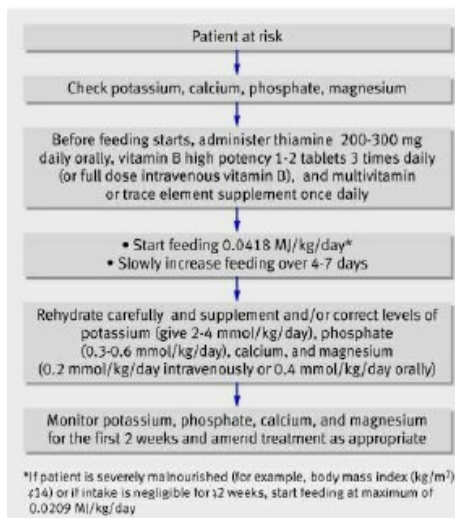 Patient at risk
Check potassium, calcium, phosphate, magnesium
Before feeding starts, administer thiamine 200-300 mg
daily orally, vitamin B high potency 1-2 tablets 3 times daily
(or full dose intravenous vitamin B), and multivitamin
or trace element supplement once daily
• Start feeding 0.0418 MJ/kg/day*
• Slowly increase feeding over 4-7 days
Rehydrate carefully and supplement and/or correct levels of
potassium (give 2-4 mmol/kg/day), phosphate
(0.3-0.6 mmol/kg/day), calcium, and magnesium
(0.2 mmol/kg/day intravenously or 0.4 mmol/kg/day orally)
Monitor potassium, phosphate, calcium, and magnesium
for the first 2 weeks and amend treatment as appropriate
*If patient is severely malnourished (for example, body mass index (kg/m²)
14) or if intake is negligible for 2 weeks, start feeding at maximum of
0.0209 MJ/kg/day